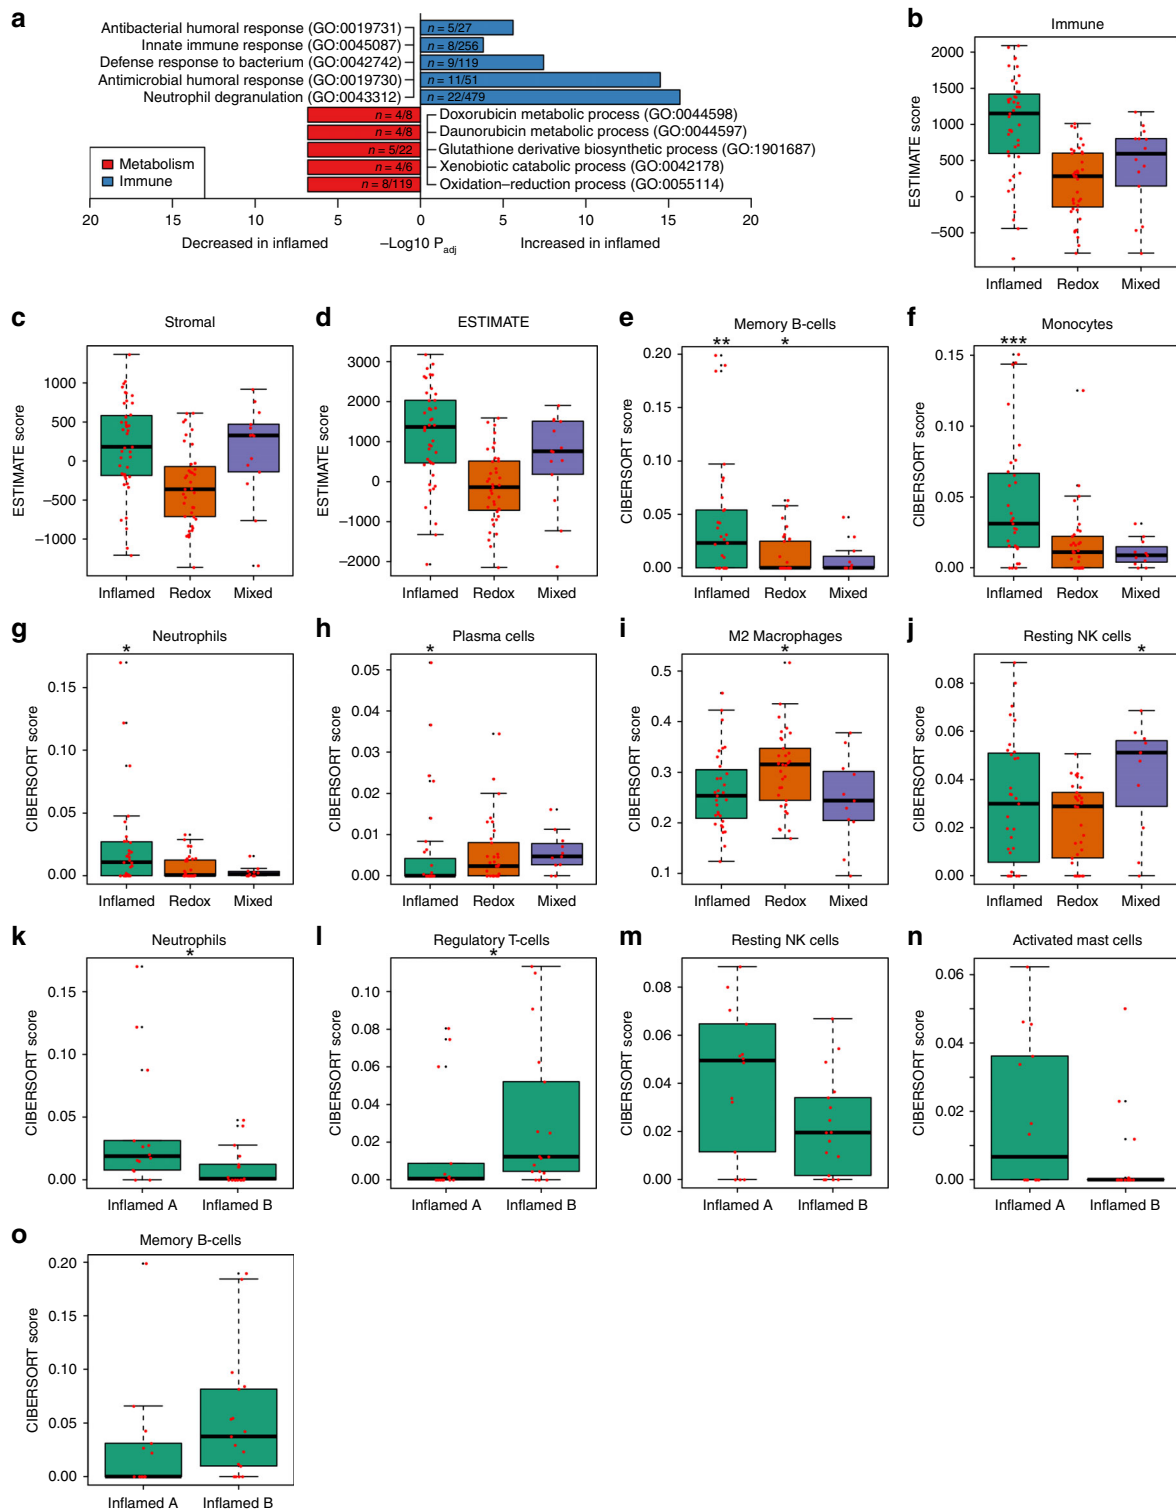 a
Antibacterial humoral response (GO:0019731)
n = 5/27
Innate immune response (GO:0045087)
n = 8/256
Defense response to bacterium (GO:0042742)
n = 9/119
Antimicrobial humoral response (GO:0019730)
n = 11/51
Neutrophil degranulation (GO:0043312)
n = 22/479
n = 4/8
Doxorubicin metabolic process (GO:0044598)
n = 4/8
Daunorubicin metabolic process (GO:0044597)
n = 5/22
Glutathione derivative biosynthetic process (GO:1901687)
n = 4/6
Xenobiotic catabolic process (GO:0042178)
n = 8/119
Oxidation–reduction process (GO:0055114)
Metabolism
Immune
20 15 10 5 0 5 10 15 20
Decreased in inflamed –Log10 Padj Increased in inflamed
b
Immune
ESTIMATE score
2000
1500
1000
500
0
–500
Inflamed Redox Mixed
c
Stromal
ESTIMATE score
1000
500
0
–500
–1000
Inflamed Redox Mixed
d
ESTIMATE
ESTIMATE score
3000
2000
1000
0
–1000
–2000
Inflamed Redox Mixed
e
Memory B-cells
** *
CIBERSORT score
0.20
0.15
0.10
0.05
0.00
Inflamed Redox Mixed
f
Monocytes
***
CIBERSORT score
0.15
0.10
0.05
0.00
Inflamed Redox Mixed
g
Neutrophils
*
CIBERSORT score
0.15
0.10
0.05
0.00
Inflamed Redox Mixed
h
Plasma cells
*
CIBERSORT score
0.05
0.04
0.03
0.02
0.01
0.00
Inflamed Redox Mixed
i
M2 Macrophages
*
CIBERSORT score
0.5
0.4
0.3
0.2
0.1
Inflamed Redox Mixed
j
Resting NK cells
*
CIBERSORT score
0.08
0.06
0.04
0.02
0.00
Inflamed Redox Mixed
k
Neutrophils
*
CIBERSORT score
0.15
0.10
0.05
0.00
Inflamed A Inflamed B
l
Regulatory T-cells
*
CIBERSORT score
0.10
0.08
0.06
0.04
0.02
0.00
Inflamed A Inflamed B
m
Resting NK cells
CIBERSORT score
0.08
0.06
0.04
0.02
0.00
Inflamed A Inflamed B
n
Activated mast cells
CIBERSORT score
0.06
0.04
0.02
0.00
Inflamed A Inflamed B
o
Memory B-cells
CIBERSORT score
0.20
0.15
0.10
0.05
0.00
Inflamed A Inflamed B